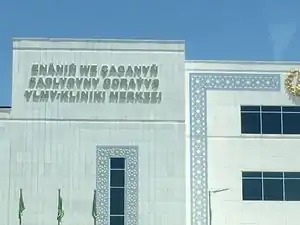 ENÄNIŇ WE ÇAGANYŇ
SAGLYGYNY GORAÝYŞ
YLMY-KLINIKI MERKEZI